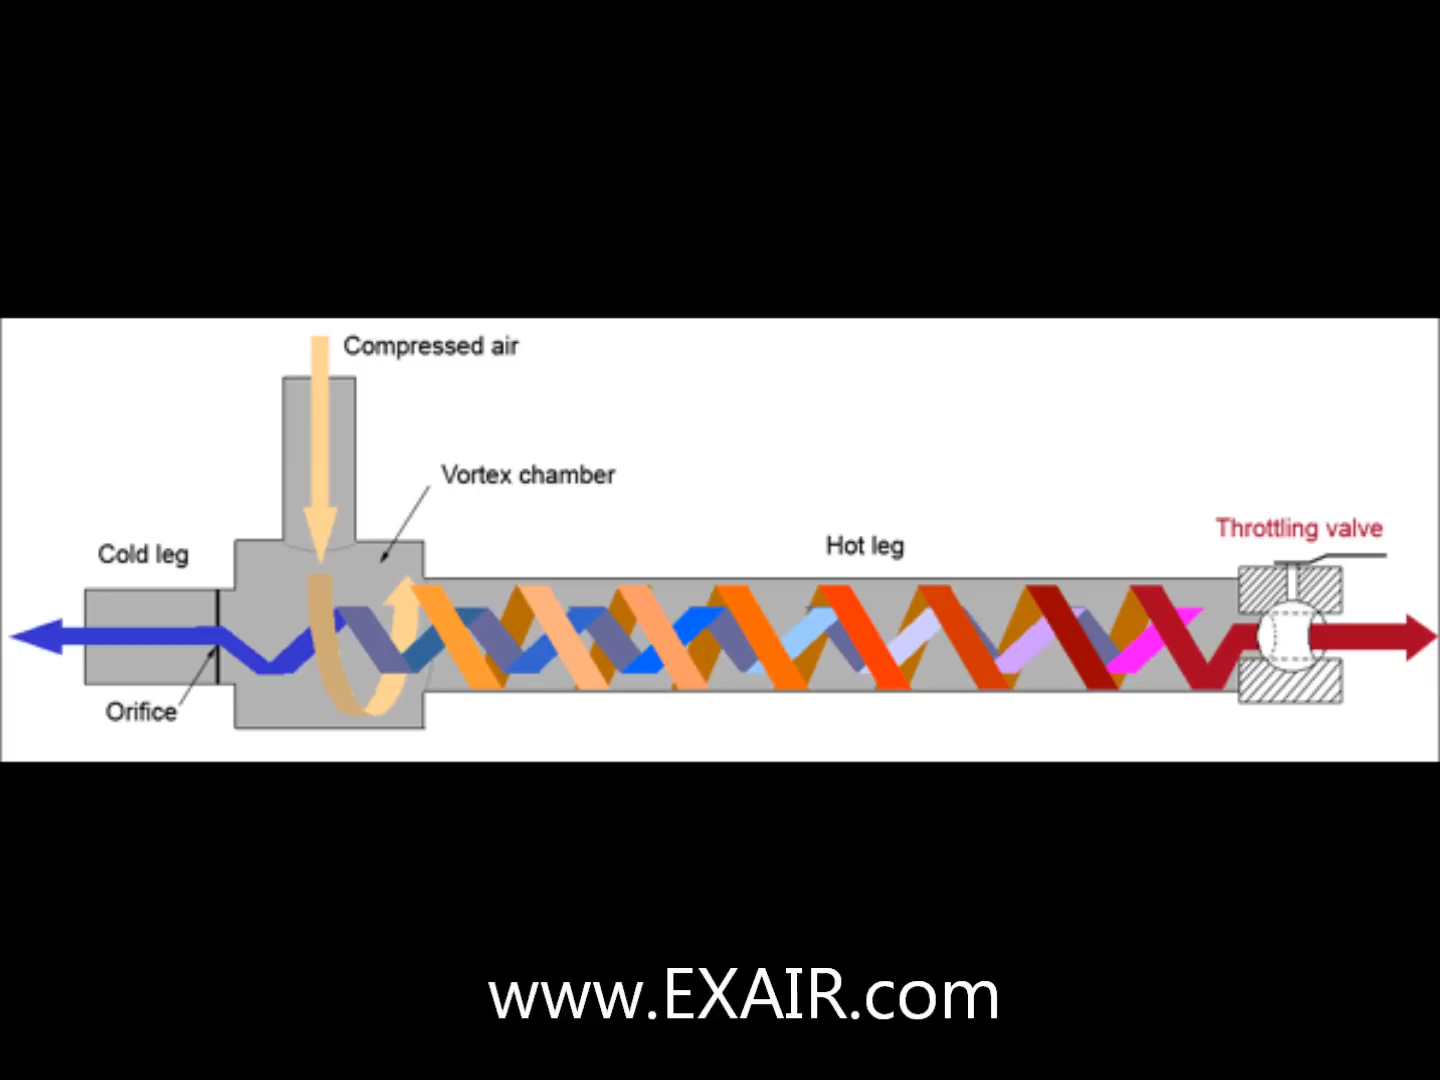 Compressed air
Vortex chamber
Throttling valve
Hot leg
Cold leg
Orifice
www.EXAIR.com